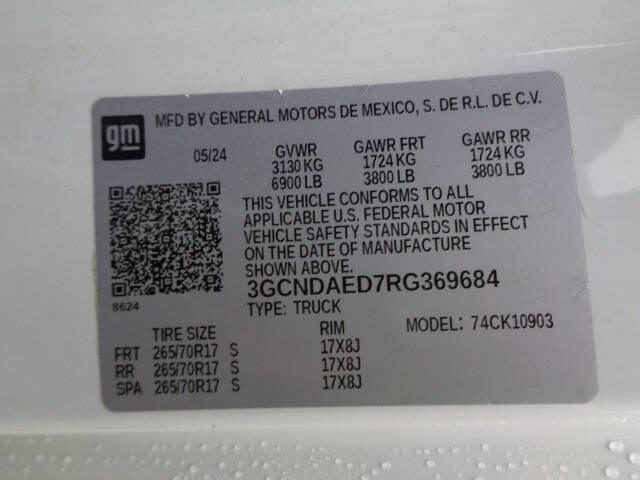 gm
MFD BY GENERAL MOTORS DE MEXICO, S. DE R.L. DE C.V.
05/24 GVWR GAWR FRT GAWR RR
3130 KG 1724 KG 1724 KG
6900 LB 3800 LB 3800 LB
THIS VEHICLE CONFORMS TO ALL
APPLICABLE U.S. FEDERAL MOTOR
VEHICLE SAFETY STANDARDS IN EFFECT
ON THE DATE OF MANUFACTURE
SHOWN ABOVE.
8624
3GCNDAED7RG369684
TYPE: TRUCK
MODEL: 74CK10903
TIRE SIZE RIM
FRT 265/70R17 S 17X8J
RR 265/70R17 S 17X8J
SPA 265/70R17 S 17X8J